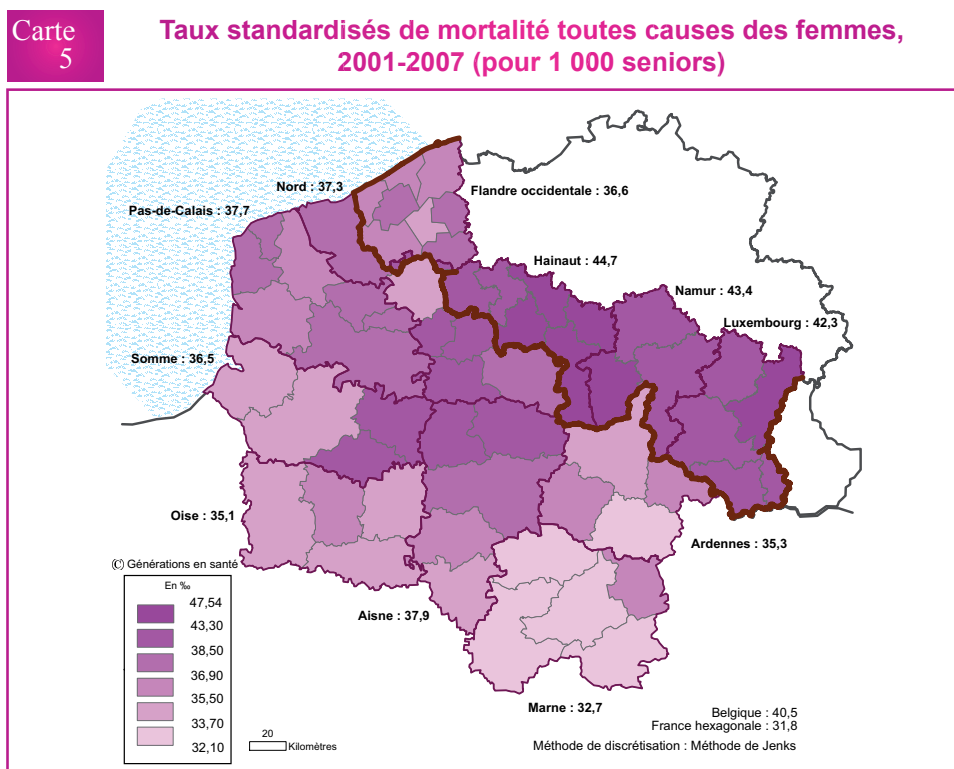 Carte
5
Taux standardisés de mortalité toutes causes des femmes,
2001-2007 (pour 1 000 seniors)
Nord : 37,3
Flandre occidentale : 36,6
Pas-de-Calais : 37,7
Hainaut : 44,7
Namur : 43,4
Luxembourg : 42,3
Somme : 36,5
Oise : 35,1
Ardennes : 35,3
(C) Générations en santé
En ‰
47,54
43,30
38,50
36,90
35,50
33,70
32,10
Aisne : 37,9
Marne : 32,7
20
Kilomètres
Belgique : 40,5
France hexagonale : 31,8
Méthode de discrétisation : Méthode de Jenks